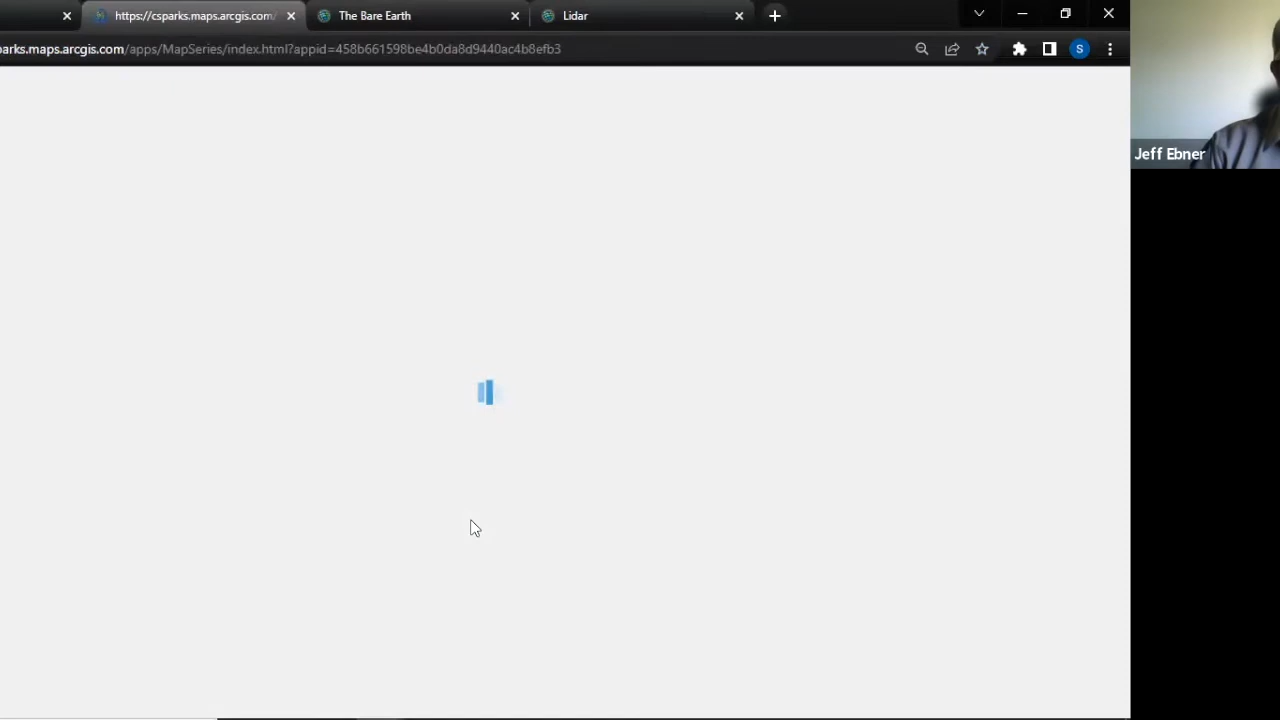 https://csparks.maps.arcgis.com/
The Bare Earth
Lidar
arks.maps.arcgis.com/apps/MapSeries/index.html?appid=458b661598be4b0da8d9440ac4b8efb3
S
Jeff Ebner